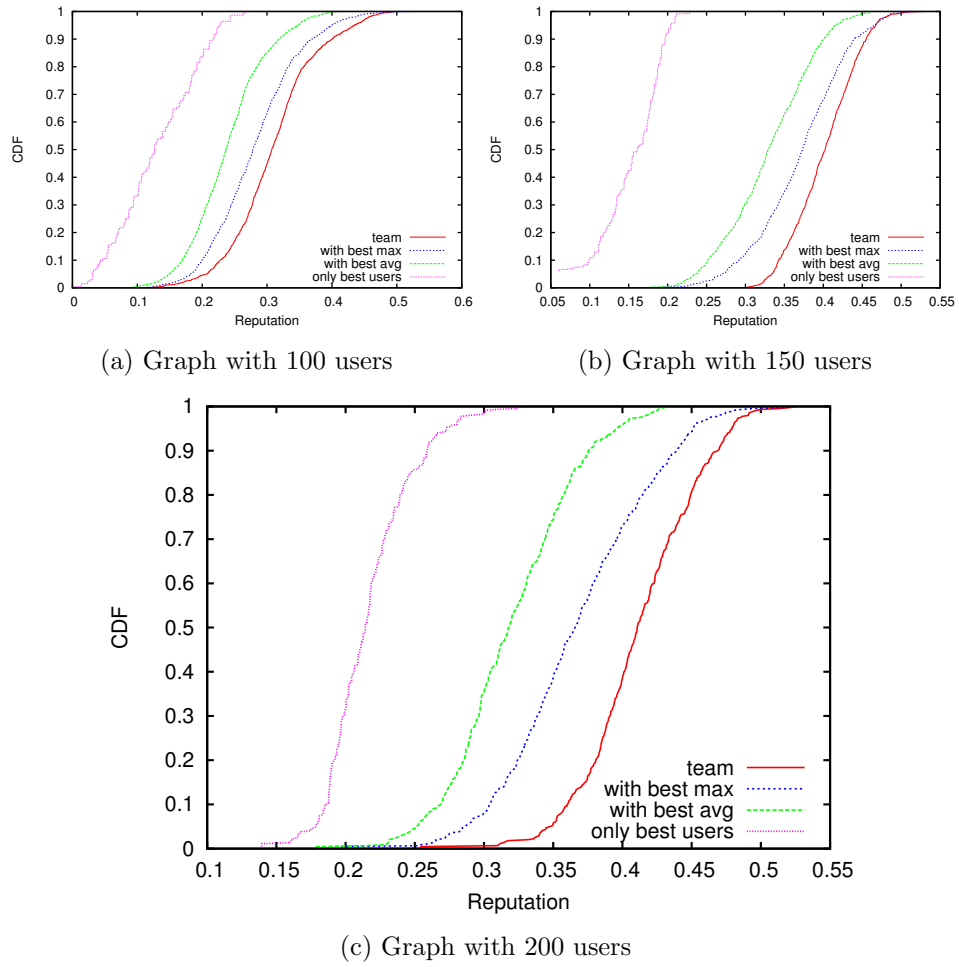 1
0.9
0.8
0.7
0.6
0.5
0.4
0.3
0.2
0.1
0
CDF
team
with best max
with best avg
only best users
0 0.1 0.2 0.3 0.4 0.5 0.6
Reputation
(a) Graph with 100 users
1
0.9
0.8
0.7
0.6
0.5
0.4
0.3
0.2
0.1
0
CDF
team
with best max
with best avg
only best users
0.05 0.1 0.15 0.2 0.25 0.3 0.35 0.4 0.45 0.5 0.55
Reputation
(b) Graph with 150 users
1
0.9
0.8
0.7
0.6
0.5
0.4
0.3
0.2
0.1
0
CDF
team
with best max
with best avg
only best users
0.1 0.15 0.2 0.25 0.3 0.35 0.4 0.45 0.5 0.55
Reputation
(c) Graph with 200 users